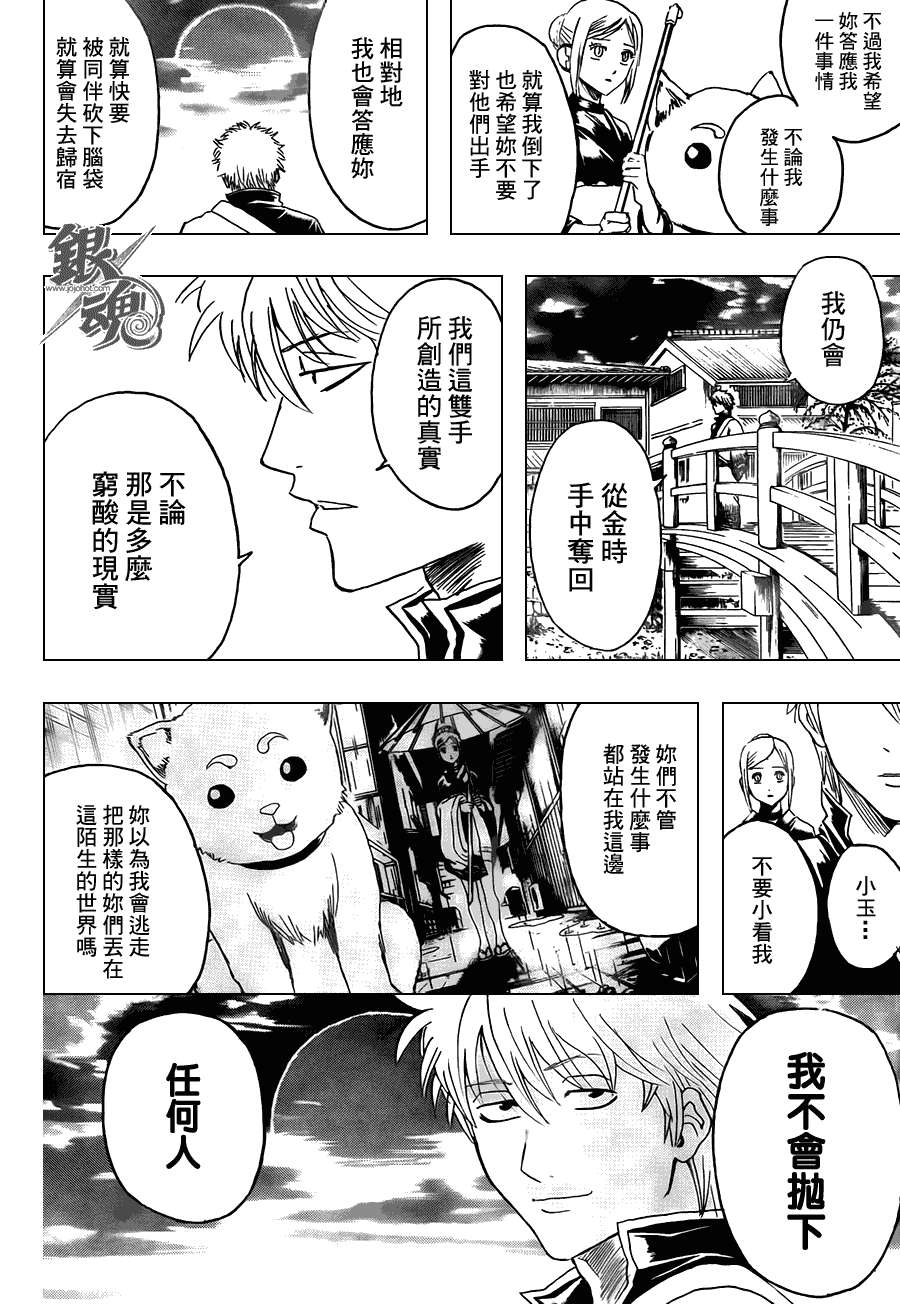 不過我希望
妳答應我
一件事情
不論我
發生什麼事
就算我倒下了
也希望妳不要
對他們出手
相對地
我也會答應妳
就算快要
被同伴砍下腦袋
就算會失去歸宿
銀魂
www.jojohot.com
我仍會
從金時
手中奪回
我們這雙手
所創造的真實
不論
那是多麼
窮酸的現實
小玉…
不要小看我
妳們不管
發生什麼事
都站在我這邊
妳以為我會逃走
把那樣的妳們丟在
這陌生的世界嗎
我不會拋下
任何人